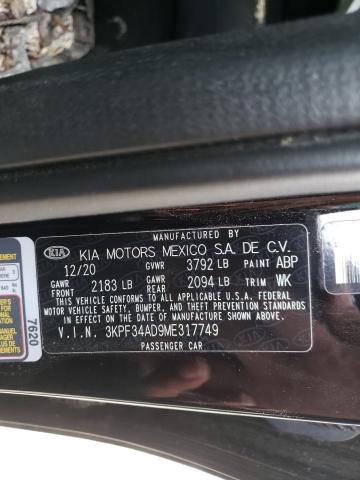 MANUFACTURED BY
KIA KIA MOTORS MEXICO S.A. DE C.V.
12/20 GVWR 3792 LB PAINT ABP
GAWR FRONT 2183 LB GAWR REAR 2094 LB TRIM WK
THIS VEHICLE CONFORMS TO ALL APPLICABLE U.S.A. FEDERAL
MOTOR VEHICLE SAFETY, BUMPER, AND THEFT PREVENTION
STANDARDS IN EFFECT ON THE DATE OF MANUFACTURE SHOWN ABOVE.
V.I.N. 3KPF34AD9ME317749
PASSENGER CAR
7620